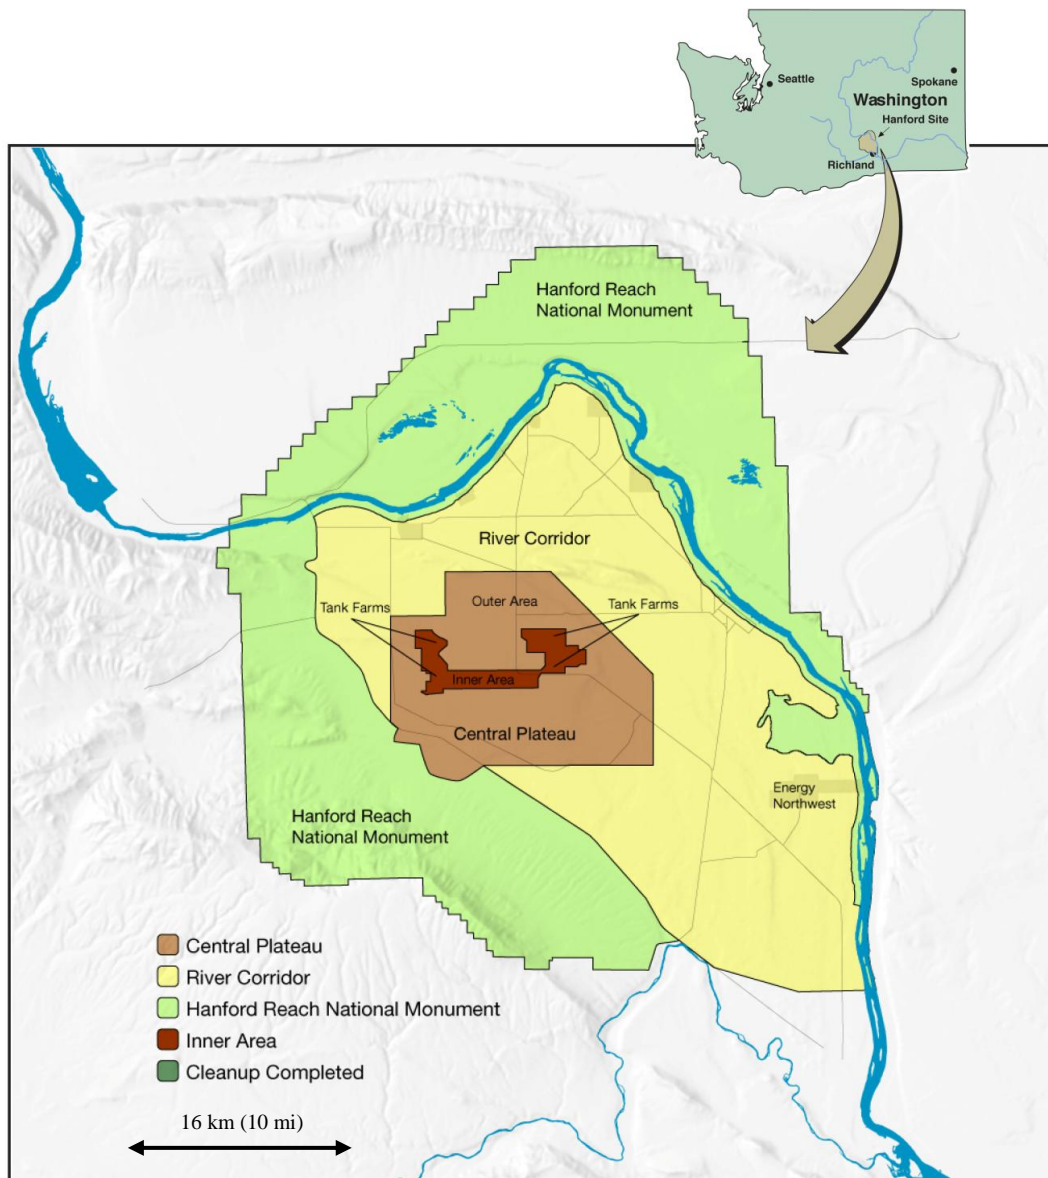 Seattle
Spokane
Washington
Hanford Site
Richland
Hanford Reach
National Monument
River Corridor
Outer Area
Tank Farms
Tank Farms
Inner Area
Central Plateau
Energy
Northwest
Hanford Reach
National Monument
Central Plateau
River Corridor
Hanford Reach National Monument
Inner Area
Cleanup Completed
16 km (10 mi)